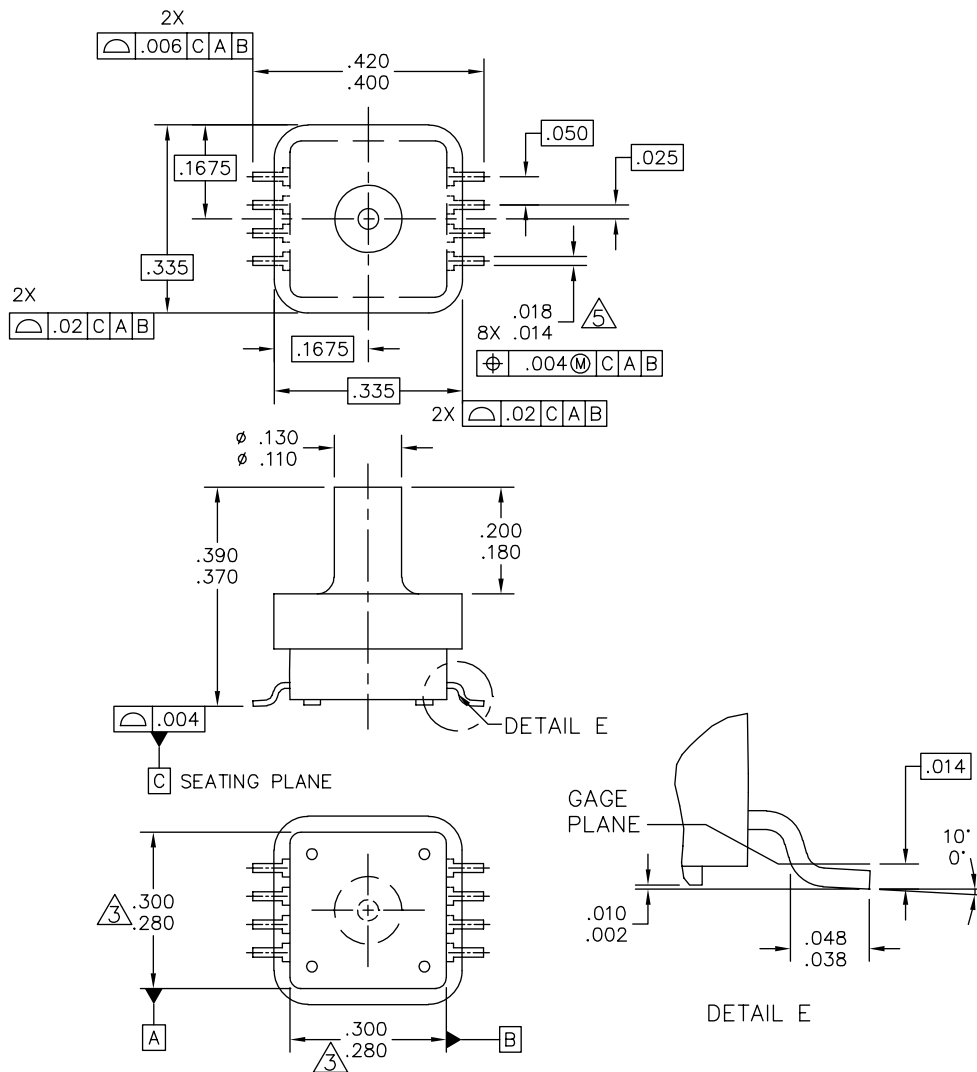 2X
⌓ .006 C A B
.420
.400
.050
.025
.1675
.335
2X
⌓ .02 C A B
.018
8X .014
5
⌖ .004 Ⓜ C A B
.1675
.335
2X ⌓ .02 C A B
ø .130
ø .110
.390
.370
.200
.180
⌓ .004
DETAIL E
C SEATING PLANE
GAGE
PLANE
.014
10°
0°
.010
.002
.048
.038
DETAIL E
3 .300
.280
A
.300
3 .280
B